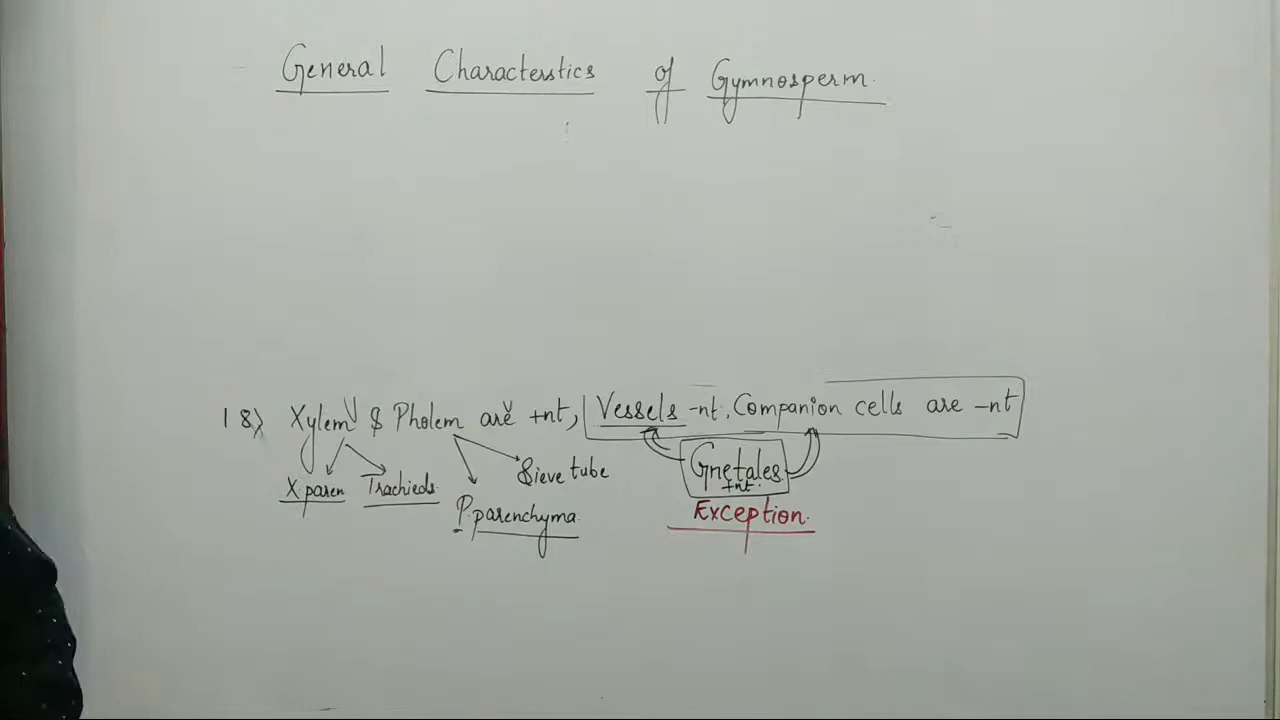 General Characterstics of Gymnosperm.
18) Xylem & Pholem are +nt, Vessels -nt, Companion cells are -nt
X paren Trachieds Sieve tube Gnetales
P. parenchyma +nt.
Exception.